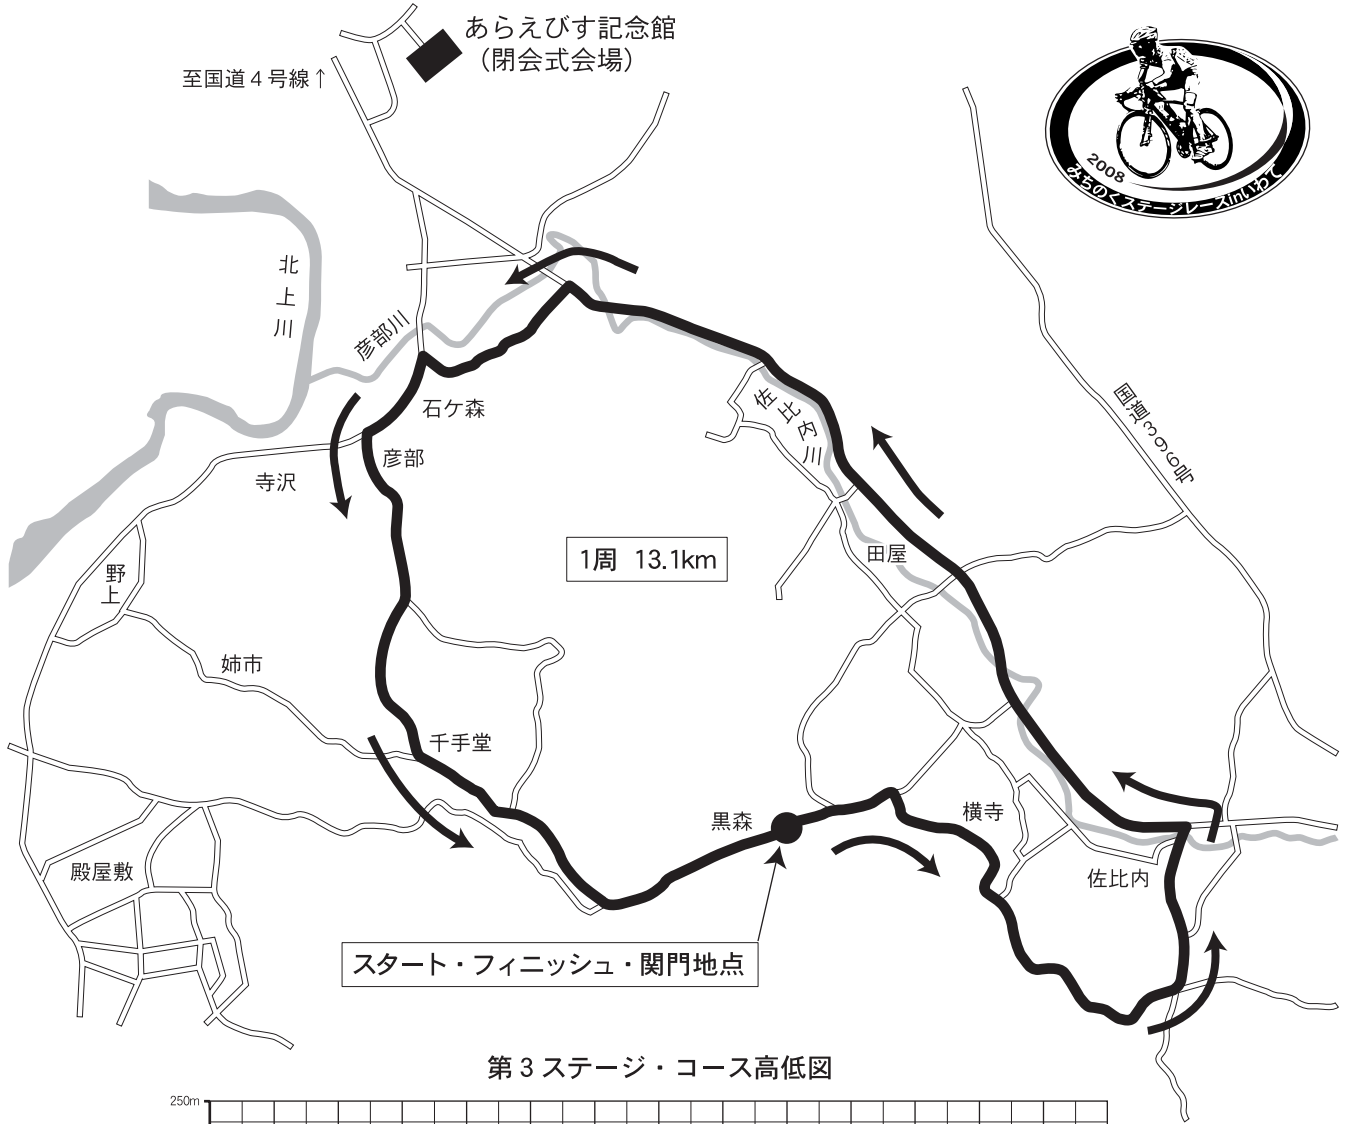 あらえびす記念館
（閉会式会場）
至国道４号線↑
2008
みちのくステージレースinいわて
北上川
彦部川
石ケ森
彦部
寺沢
佐比内川
国道396号
1周 13.1km
田屋
野上
姉市
千手堂
黒森
横寺
殿屋敷
佐比内
スタート・フィニッシュ・関門地点
第３ステージ・コース高低図
250m